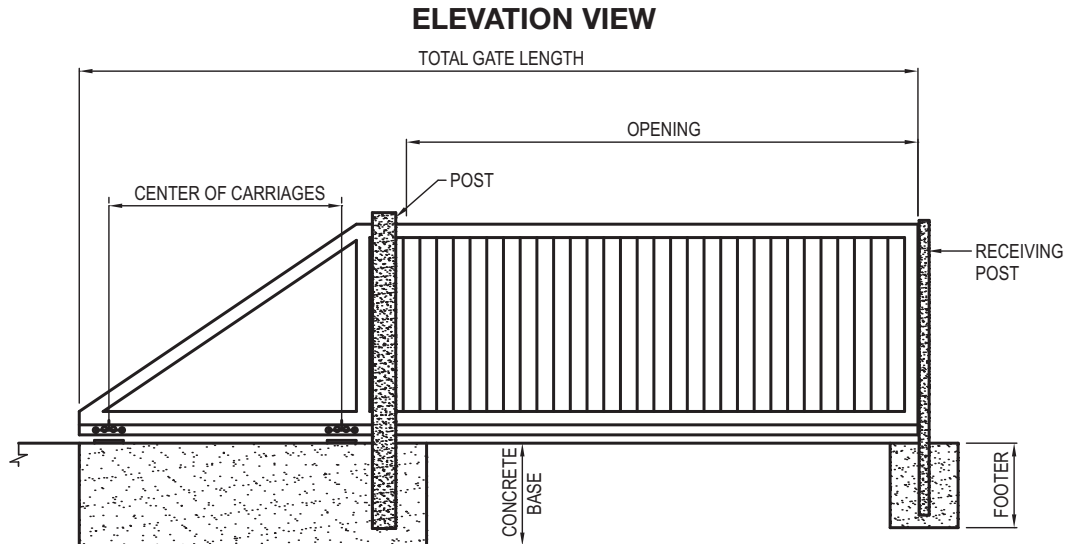 ELEVATION VIEW
TOTAL GATE LENGTH
OPENING
POST
CENTER OF CARRIAGES
RECEIVING
POST
CONCRETE
BASE
FOOTER